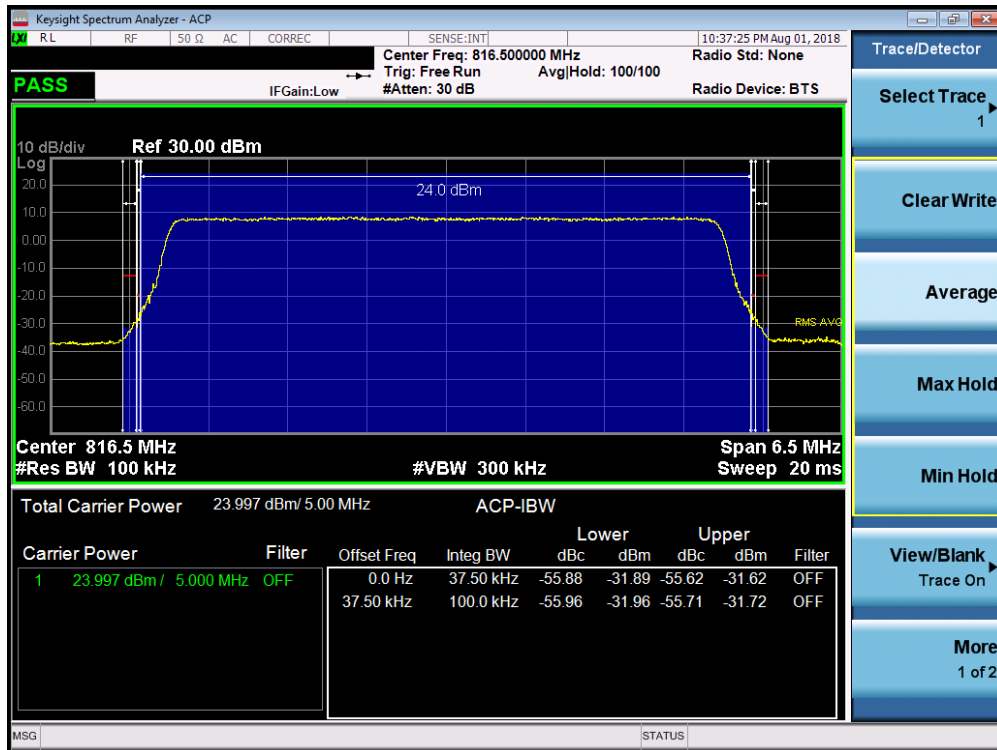 Keysight Spectrum Analyzer - ACP
LXI RL RF 50 Ω AC CORREC SENSE:INT 10:37:25 PM Aug 01, 2018
Center Freq: 816.500000 MHz Radio Std: None
Trig: Free Run Avg|Hold: 100/100
PASS IFGain:Low #Atten: 30 dB Radio Device: BTS
10 dB/div Ref 30.00 dBm
Log
20.0
24.0 dBm
10.0
0.00
-10.0
-20.0
-30.0
RMS AVG
-40.0
-50.0
-60.0
Center 816.5 MHz Span 6.5 MHz
#Res BW 100 kHz #VBW 300 kHz Sweep 20 ms
Total Carrier Power 23.997 dBm/ 5.00 MHz ACP-IBW
Lower Upper
Carrier Power Filter Offset Freq Integ BW dBc dBm dBc dBm Filter
1 23.997 dBm / 5.000 MHz OFF 0.0 Hz 37.50 kHz -55.88 -31.89 -55.62 -31.62 OFF
37.50 kHz 100.0 kHz -55.96 -31.96 -55.71 -31.72 OFF
MSG STATUS
Trace/Detector
Select Trace
1
Clear Write
Average
Max Hold
Min Hold
View/Blank
Trace On
More
1 of 2